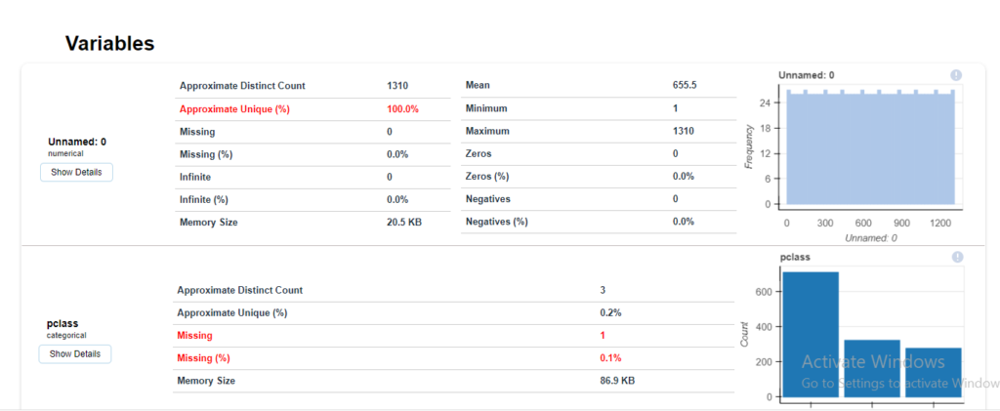 Variables
Unnamed: 0
numerical
Show Details
Approximate Distinct Count 1310
Approximate Unique (%) 100.0%
Missing 0
Missing (%) 0.0%
Infinite 0
Infinite (%) 0.0%
Memory Size 20.5 KB
Mean 655.5
Minimum 1
Maximum 1310
Zeros 0
Zeros (%) 0.0%
Negatives 0
Negatives (%) 0.0%
Unnamed: 0
!
Frequency
24
18
12
6
0
0 300 600 900 1200
Unnamed: 0
pclass
categorical
Show Details
Approximate Distinct Count 3
Approximate Unique (%) 0.2%
Missing 1
Missing (%) 0.1%
Memory Size 86.9 KB
pclass
!
Count
600
400
200
0
Activate Windows
Go to Settings to activate Window